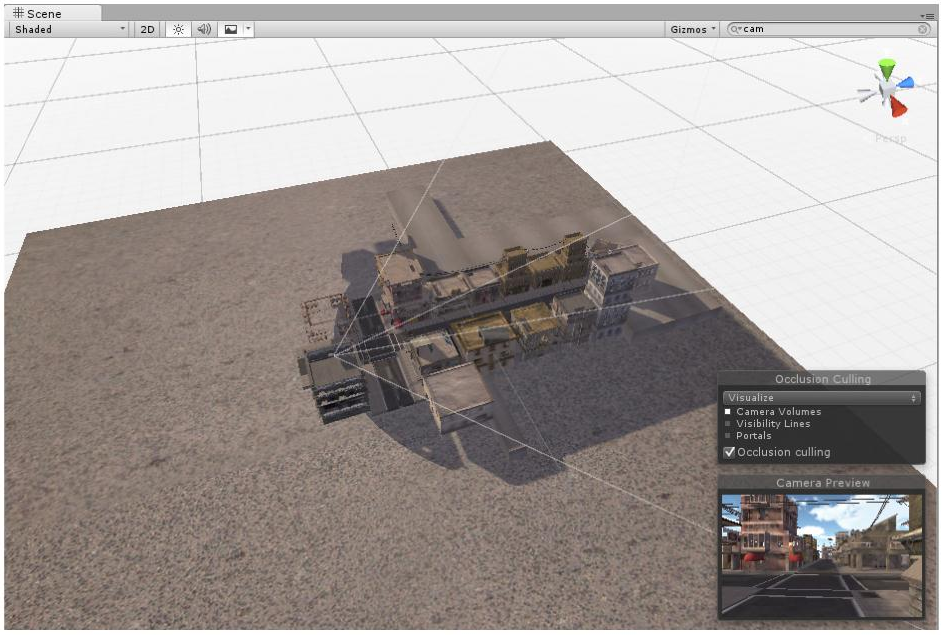 Scene
Shaded 2D Gizmos cam
Persp
Occlusion Culling
Visualize
Camera Volumes
Visibility Lines
Portals
Occlusion culling
Camera Preview